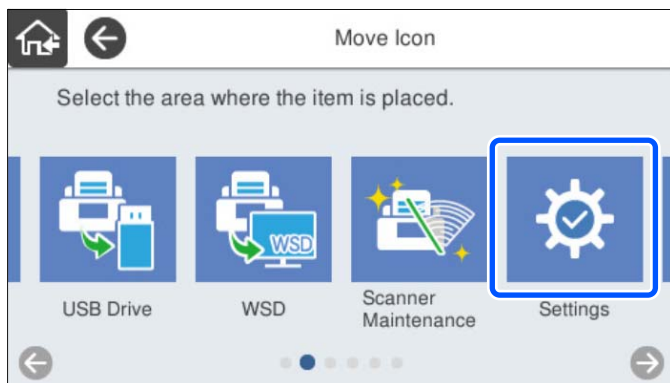 Move Icon
Select the area where the item is placed.
WSD
USB Drive
WSD
Scanner
Maintenance
Settings